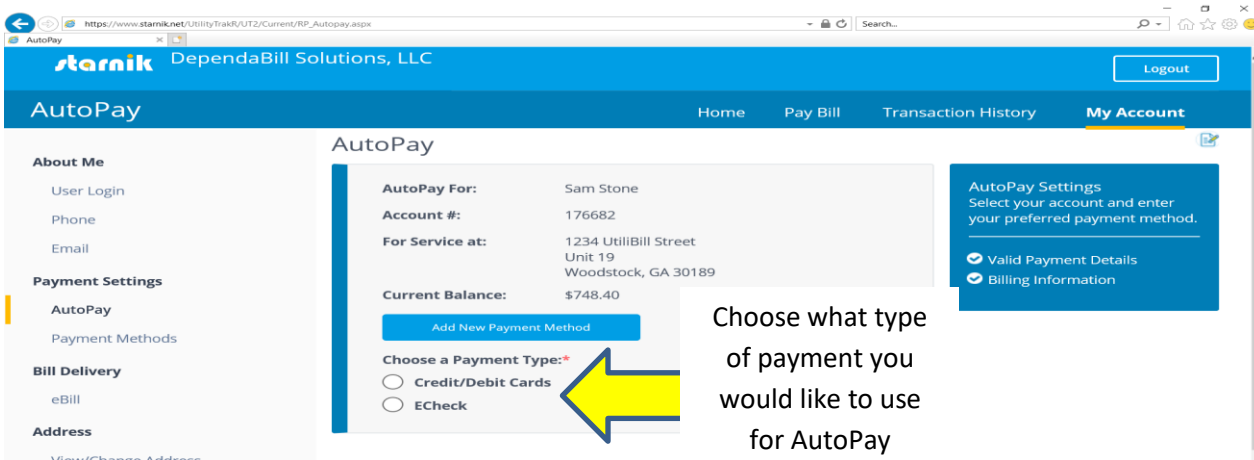 https://www.starnik.net/UtilityTrakR/UT2/Current/RP_Autopay.aspx
Search...
AutoPay
starnik DependaBill Solutions, LLC
Logout
AutoPay
Home Pay Bill Transaction History My Account
About Me
User Login
Phone
Email
Payment Settings
AutoPay
Payment Methods
Bill Delivery
eBill
Address
View/Change Address
AutoPay
AutoPay For: Sam Stone
Account #: 176682
For Service at: 1234 UtiliBill Street
Unit 19
Woodstock, GA 30189
Current Balance: $748.40
Add New Payment Method
Choose a Payment Type:*
Credit/Debit Cards
ECheck
Choose what type
of payment you
would like to use
for AutoPay
AutoPay Settings
Select your account and enter
your preferred payment method.
Valid Payment Details
Billing Information